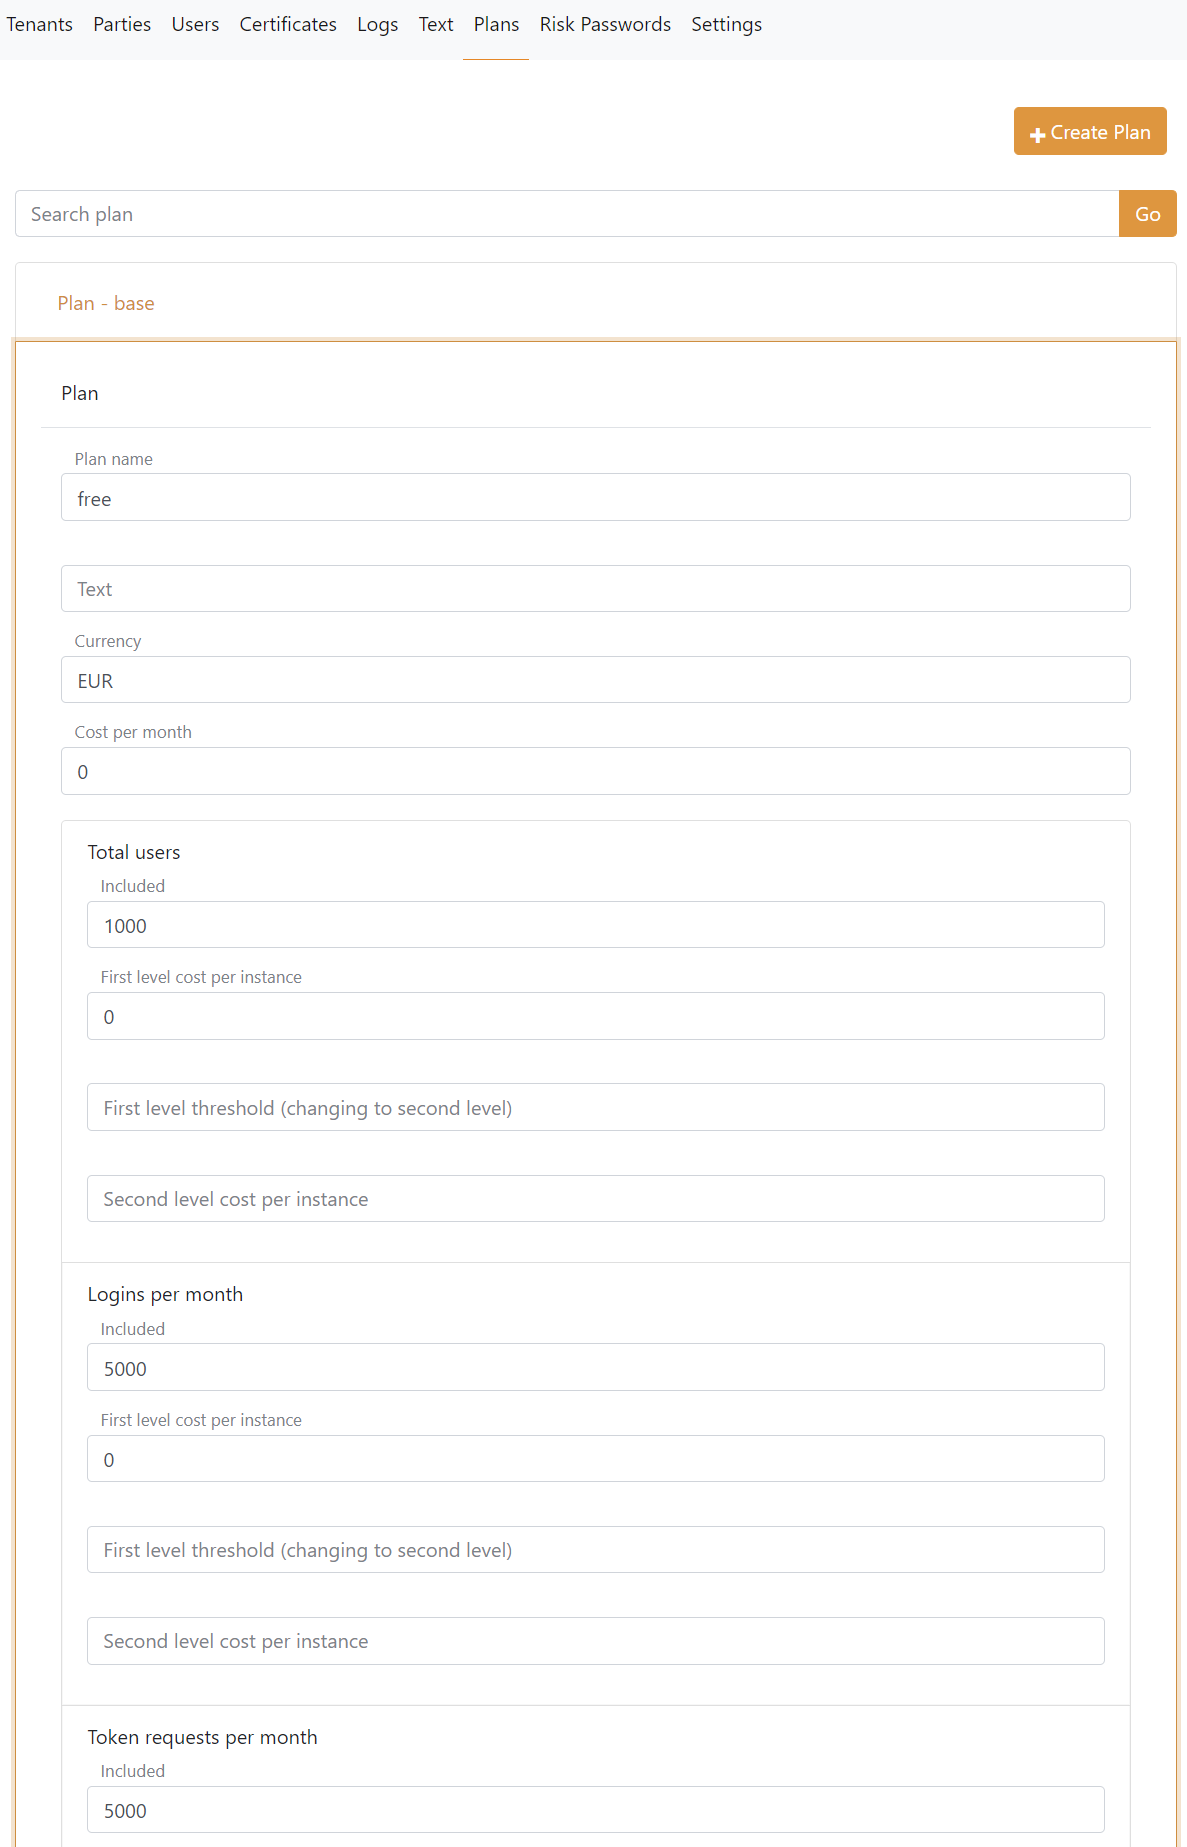 Tenants Parties Users Certificates Logs Text Plans Risk Passwords Settings
Create Plan
Search plan Go
Plan - base
Plan
Plan name
free
Text
Currency
EUR
Cost per month
0
Total users
Included
1000
First level cost per instance
0
First level threshold (changing to second level)
Second level cost per instance
Logins per month
Included
5000
First level cost per instance
0
First level threshold (changing to second level)
Second level cost per instance
Token requests per month
Included
5000